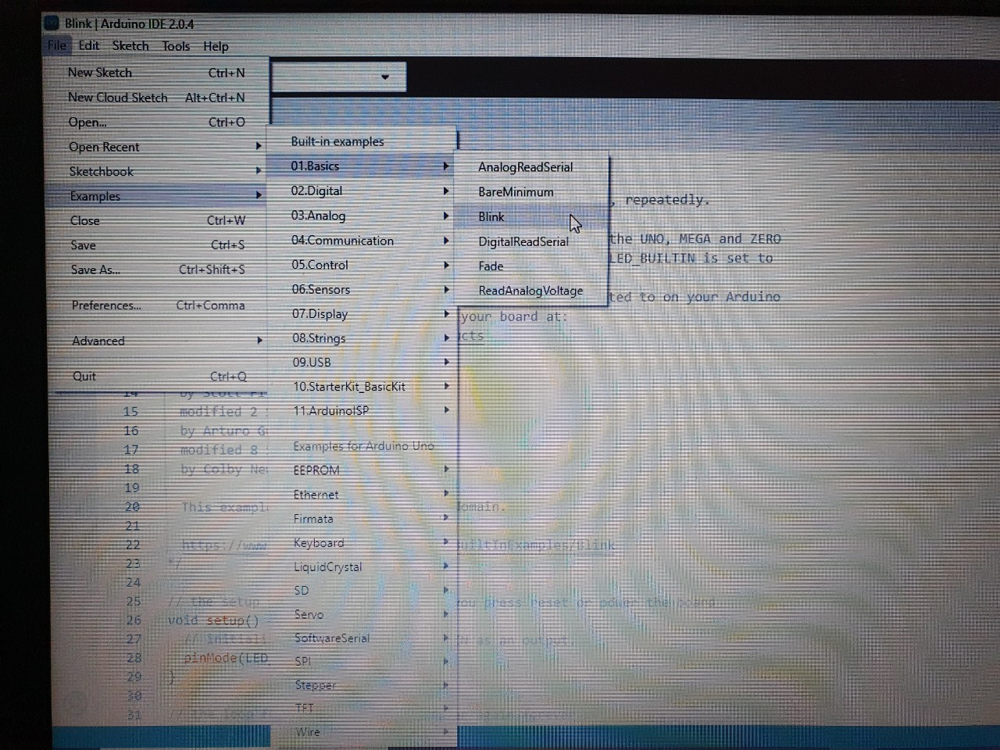 Blink | Arduino IDE 2.0.4
File Edit Sketch Tools Help
New Sketch Ctrl+N
New Cloud Sketch Alt+Ctrl+N
Open... Ctrl+O
Open Recent
Sketchbook
Examples
Close Ctrl+W
Save Ctrl+S
Save As... Ctrl+Shift+S
Preferences... Ctrl+Comma
Advanced
Quit Ctrl+Q
Built-in examples
01.Basics
02.Digital
03.Analog
04.Communication
05.Control
06.Sensors
07.Display
08.Strings
09.USB
10.StarterKit_BasicKit
11.ArduinoISP
Examples for Arduino Uno
EEPROM
Ethernet
Firmata
Keyboard
LiquidCrystal
SD
Servo
SoftwareSerial
SPI
Stepper
TFT
Wire
AnalogReadSerial
BareMinimum
Blink
DigitalReadSerial
Fade
ReadAnalogVoltage
, repeatedly.
the UNO, MEGA and ZERO
LED_BUILTIN is set to
ted to on your Arduino
your board at:
cts
14 by Scott
15 modified 2
16 by Arturo G
17 modified 8
18 by Colby Ne
19
20 This exampl omain.
21
22 https://www uiltInExamples/Blink
23 */
24
25 // the setup ou press reset or power the board
26 void setup()
27 // initiali as an output.
28 pinMode(LED_
29 }
30
31 // the loop